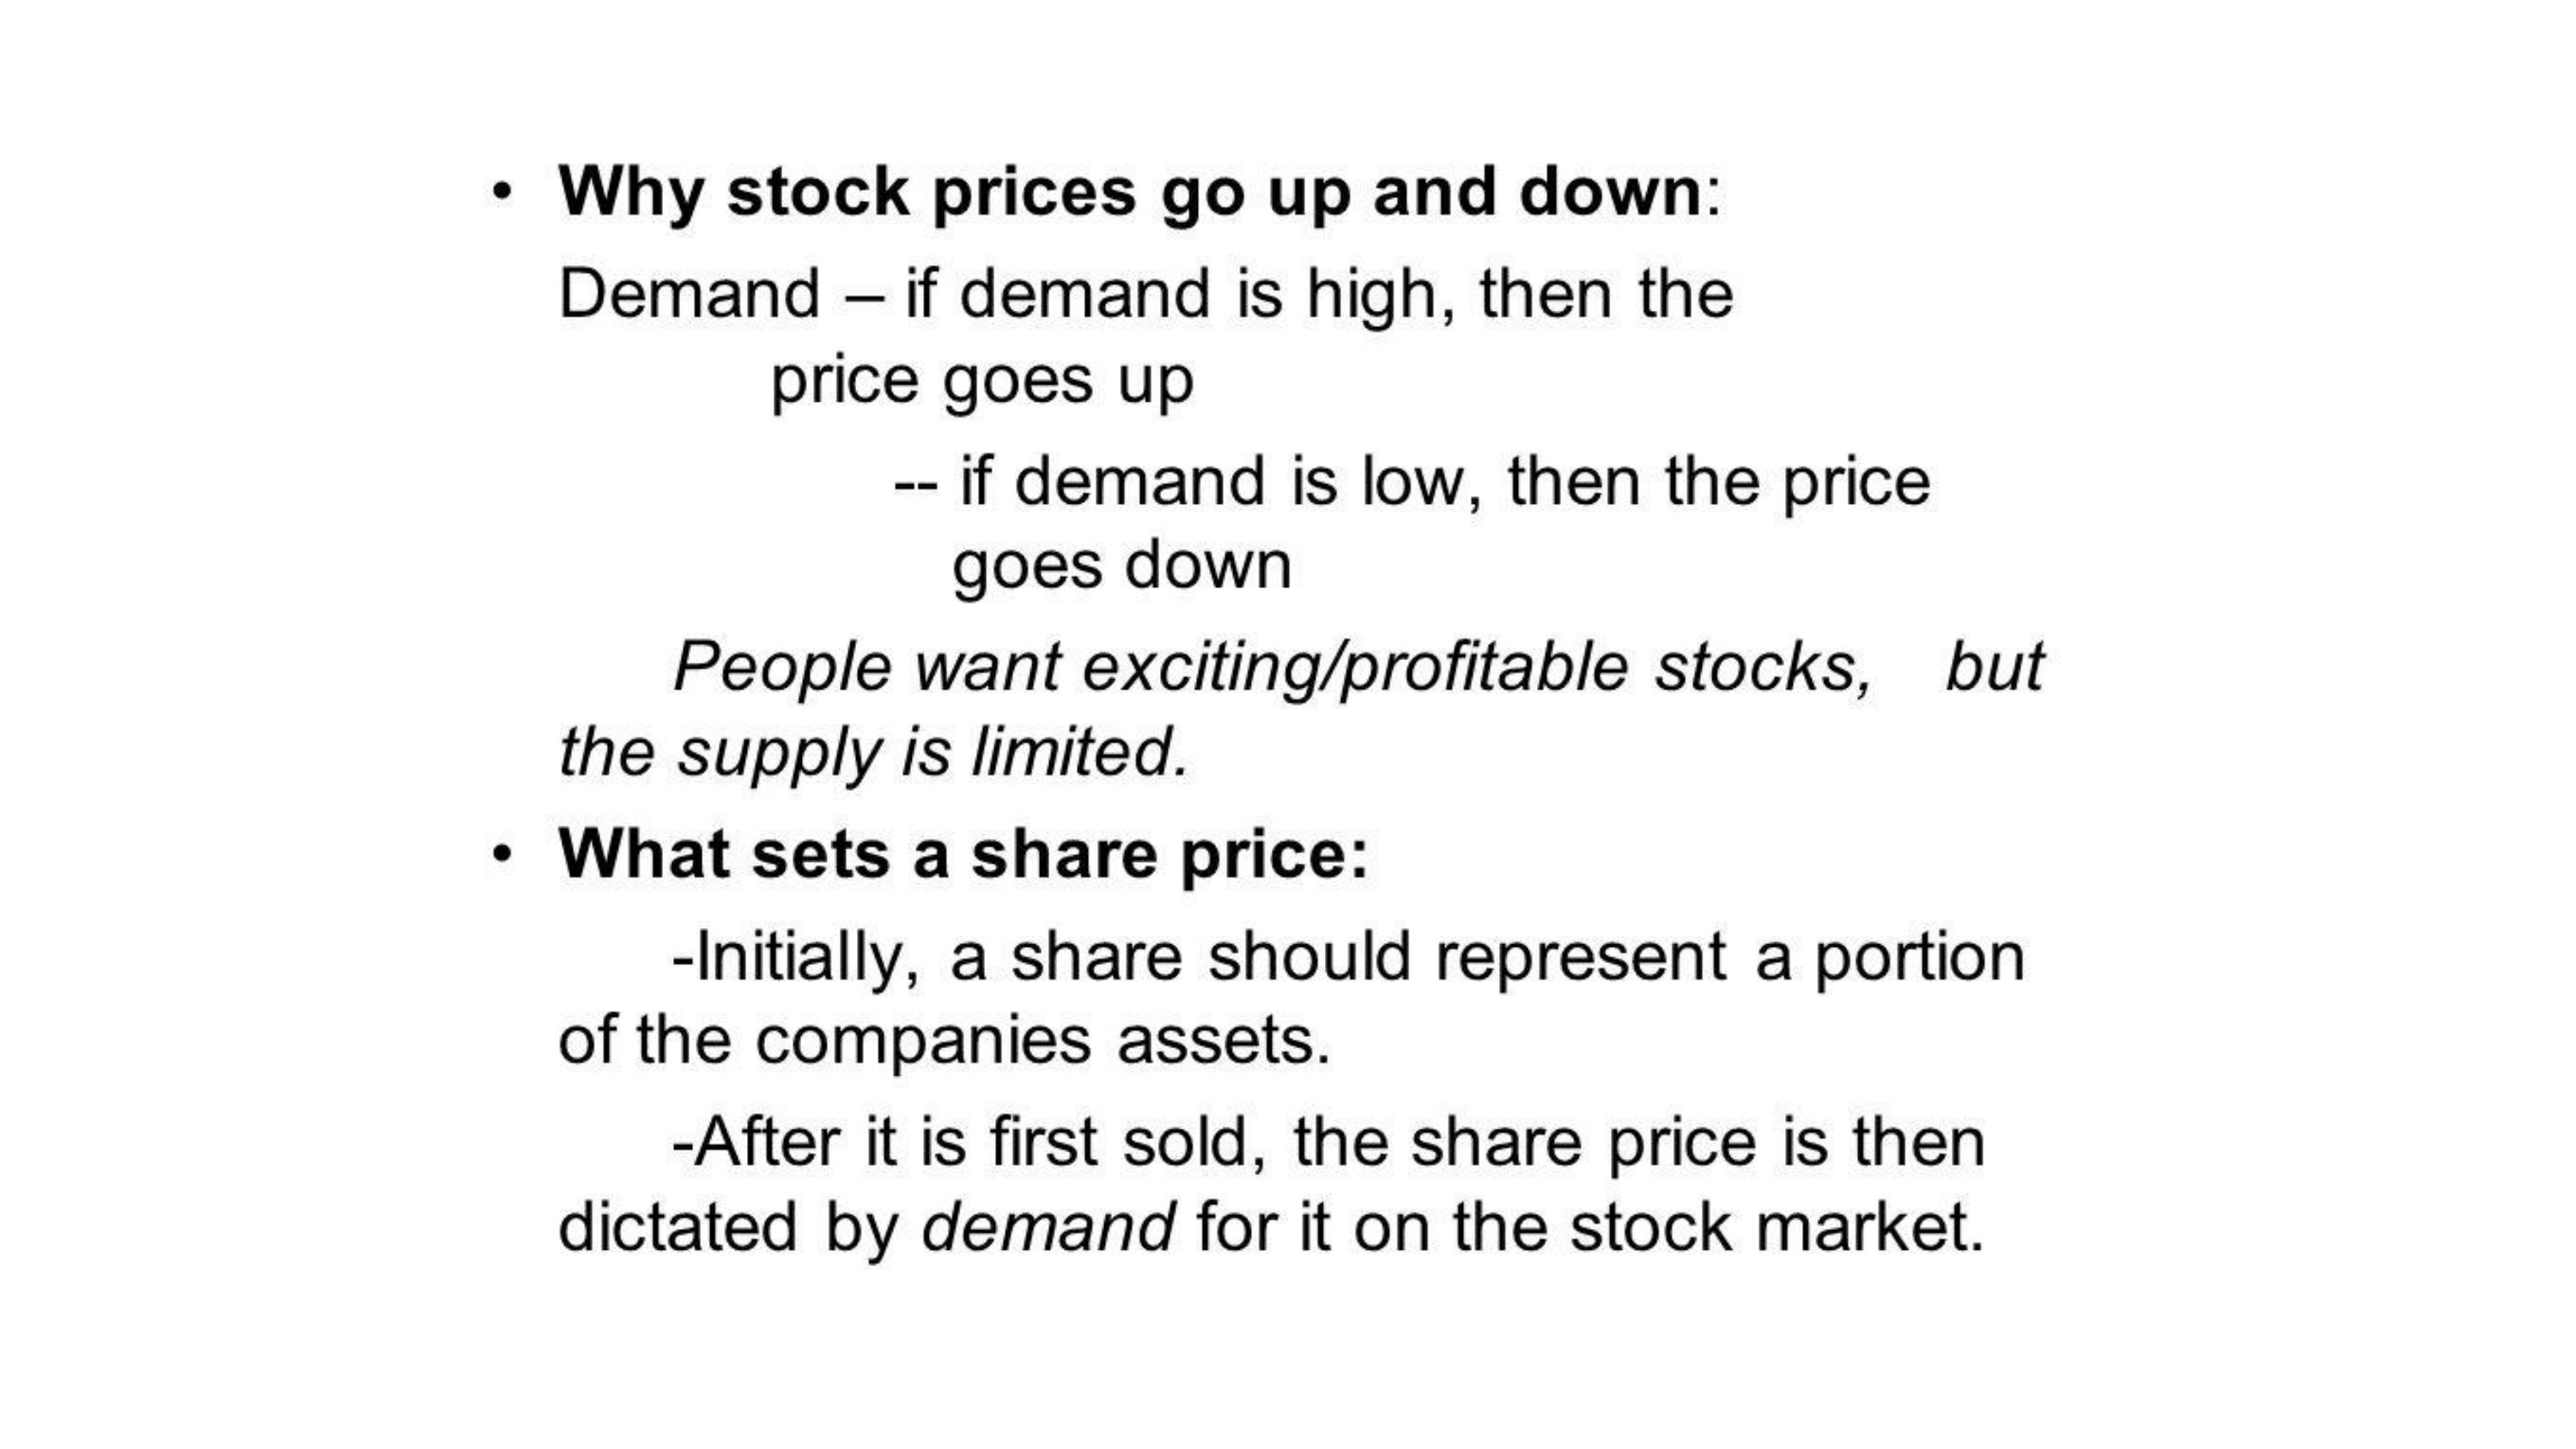 • Why stock prices go up and down:
Demand – if demand is high, then the
price goes up
-- if demand is low, then the price
goes down
People want exciting/profitable stocks, but
the supply is limited.
• What sets a share price:
-Initially, a share should represent a portion
of the companies assets.
-After it is first sold, the share price is then
dictated by demand for it on the stock market.